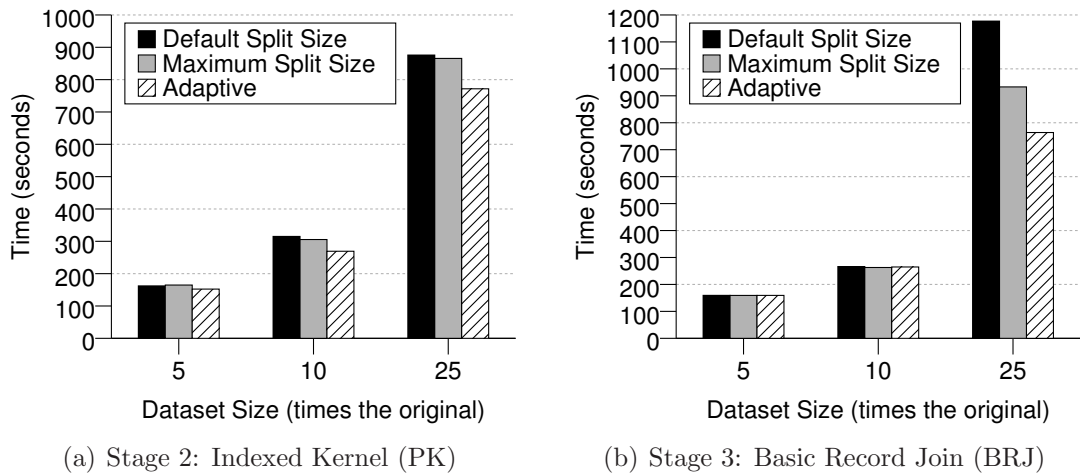 Time (seconds)
1000
900
800
700
600
500
400
300
200
100
0
Default Split Size
Maximum Split Size
Adaptive
5 10 25
Dataset Size (times the original)
(a) Stage 2: Indexed Kernel (PK)
Time (seconds)
1200
1100
1000
900
800
700
600
500
400
300
200
100
0
Default Split Size
Maximum Split Size
Adaptive
5 10 25
Dataset Size (times the original)
(b) Stage 3: Basic Record Join (BRJ)